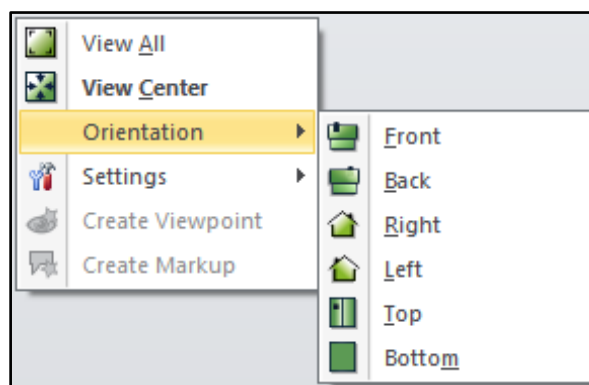 View All
View Center
Orientation
Settings
Create Viewpoint
Create Markup
Front
Back
Right
Left
Top
Bottom